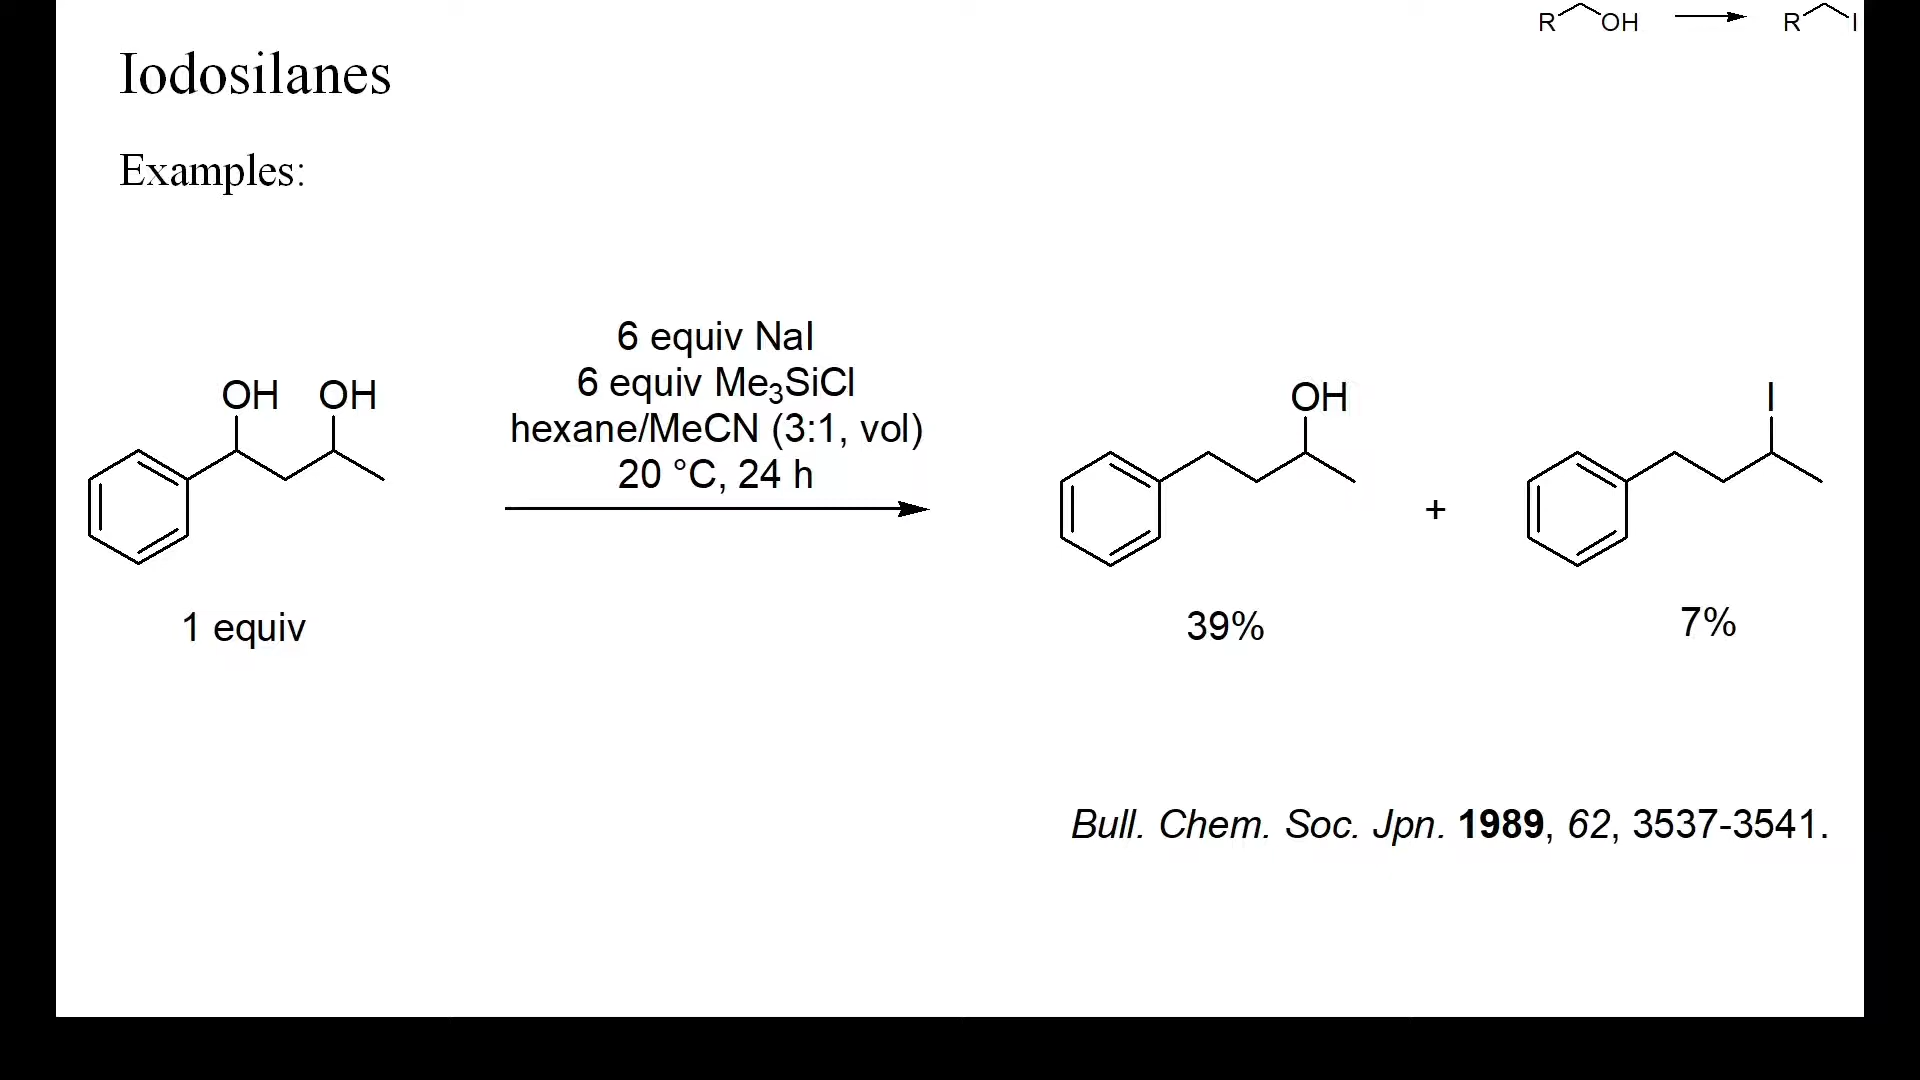 R OH R I
Iodosilanes
Examples:
6 equiv NaI
6 equiv Me₃SiCl
hexane/MeCN (3:1, vol)
20 °C, 24 h
OH OH
1 equiv
OH
39%
+
I
7%
Bull. Chem. Soc. Jpn. 1989, 62, 3537-3541.